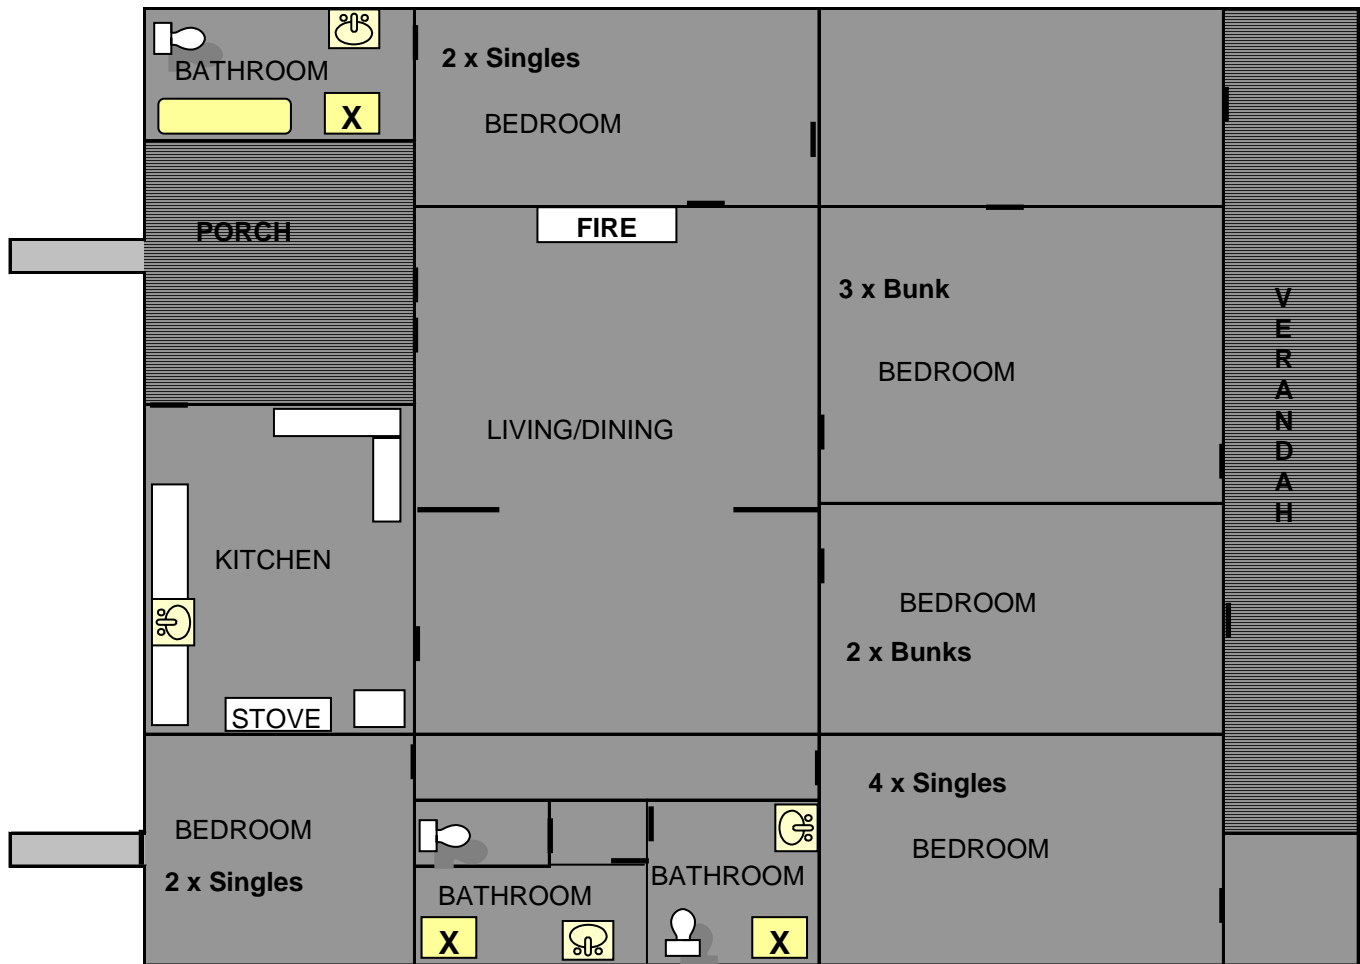 BATHROOM
X
2 x Singles
BEDROOM
PORCH
FIRE
3 x Bunk
BEDROOM
VERANDAH
LIVING/DINING
KITCHEN
STOVE
BEDROOM
2 x Bunks
4 x Singles
BEDROOM
BEDROOM
2 x Singles
BATHROOM
X
BATHROOM
X